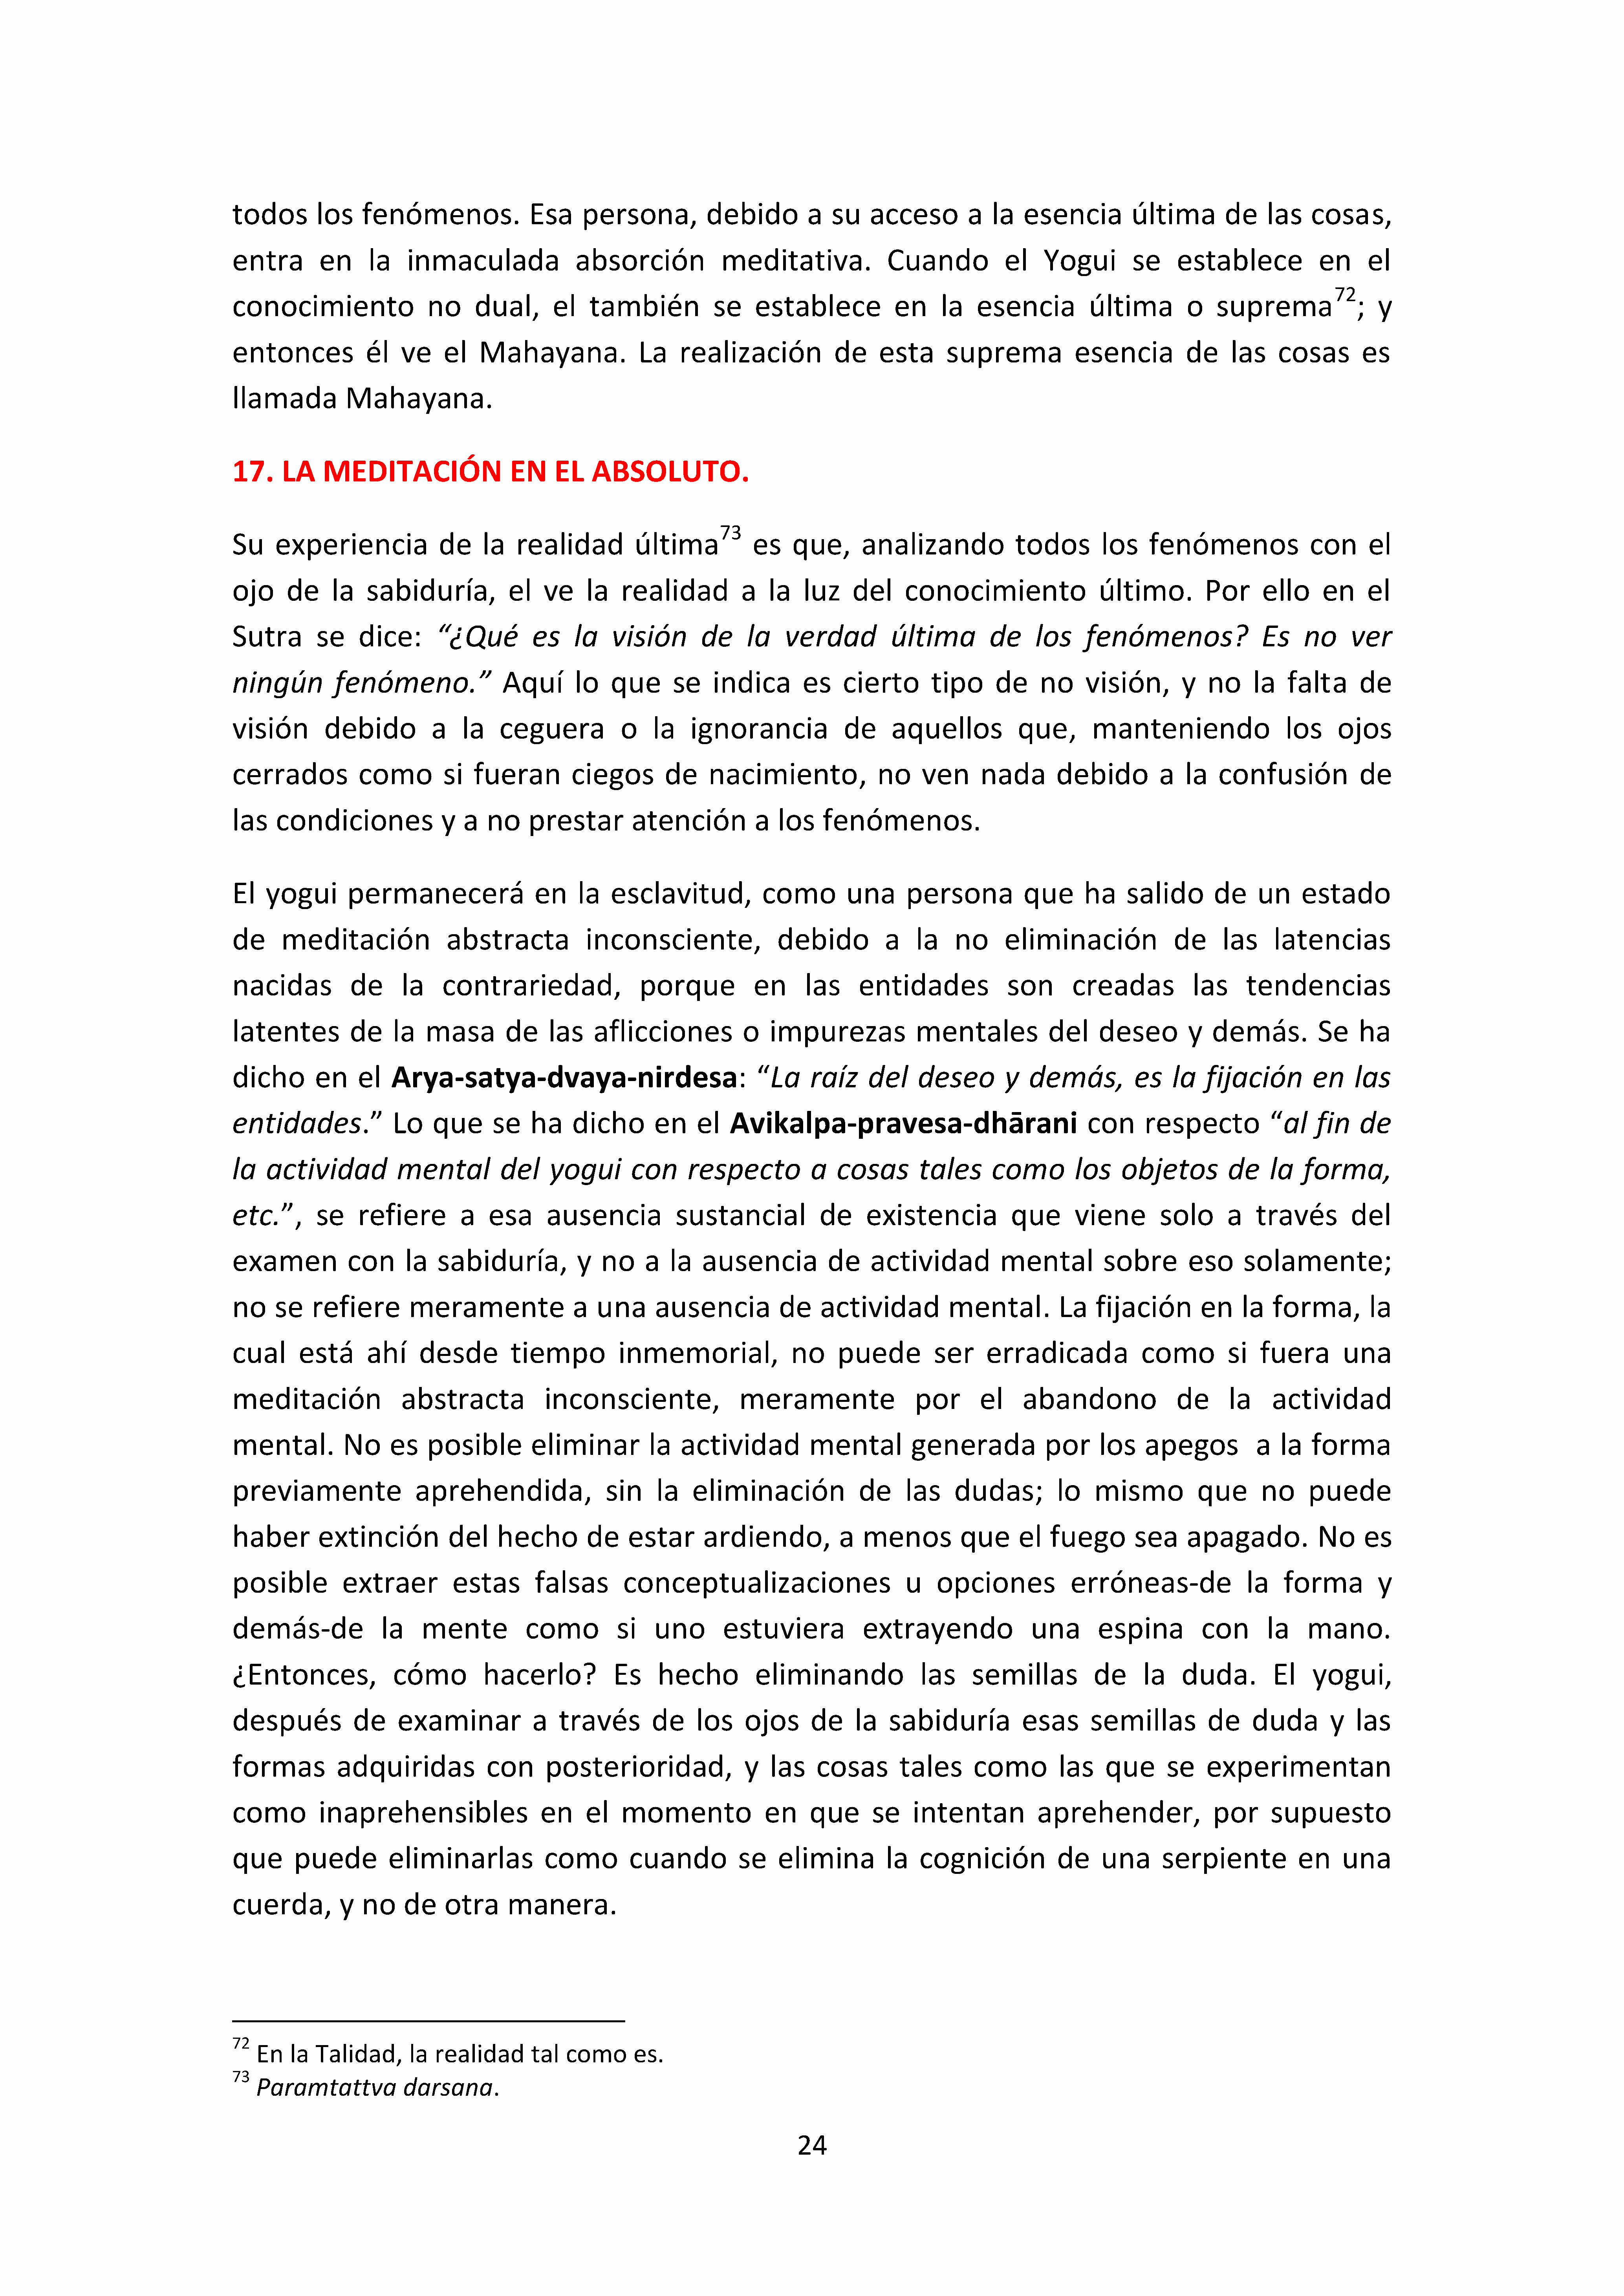 todos los fenómenos. Esa persona, debido a su acceso a la esencia última de las cosas,
entra en la inmaculada absorción meditativa. Cuando el Yogui se establece en el
conocimiento no dual, el también se establece en la esencia última o suprema72; y
entonces él ve el Mahayana. La realización de esta suprema esencia de las cosas es
llamada Mahayana.
17. LA MEDITACIÓN EN EL ABSOLUTO.
Su experiencia de la realidad última73 es que, analizando todos los fenómenos con el
ojo de la sabiduría, el ve la realidad a la luz del conocimiento último. Por ello en el
Sutra se dice: “¿Qué es la visión de la verdad última de los fenómenos? Es no ver
ningún fenómeno.” Aquí lo que se indica es cierto tipo de no visión, y no la falta de
visión debido a la ceguera o la ignorancia de aquellos que, manteniendo los ojos
cerrados como si fueran ciegos de nacimiento, no ven nada debido a la confusión de
las condiciones y a no prestar atención a los fenómenos.
El yogui permanecerá en la esclavitud, como una persona que ha salido de un estado
de meditación abstracta inconsciente, debido a la no eliminación de las latencias
nacidas de la contrariedad, porque en las entidades son creadas las tendencias
latentes de la masa de las aflicciones o impurezas mentales del deseo y demás. Se ha
dicho en el Arya-satya-dvaya-nirdesa: “La raíz del deseo y demás, es la fijación en las
entidades.” Lo que se ha dicho en el Avikalpa-pravesa-dhārani con respecto “al fin de
la actividad mental del yogui con respecto a cosas tales como los objetos de la forma,
etc.”, se refiere a esa ausencia sustancial de existencia que viene solo a través del
examen con la sabiduría, y no a la ausencia de actividad mental sobre eso solamente;
no se refiere meramente a una ausencia de actividad mental. La fijación en la forma, la
cual está ahí desde tiempo inmemorial, no puede ser erradicada como si fuera una
meditación abstracta inconsciente, meramente por el abandono de la actividad
mental. No es posible eliminar la actividad mental generada por los apegos a la forma
previamente aprehendida, sin la eliminación de las dudas; lo mismo que no puede
haber extinción del hecho de estar ardiendo, a menos que el fuego sea apagado. No es
posible extraer estas falsas conceptualizaciones u opciones erróneas-de la forma y
demás-de la mente como si uno estuviera extrayendo una espina con la mano.
¿Entonces, cómo hacerlo? Es hecho eliminando las semillas de la duda. El yogui,
después de examinar a través de los ojos de la sabiduría esas semillas de duda y las
formas adquiridas con posterioridad, y las cosas tales como las que se experimentan
como inaprehensibles en el momento en que se intentan aprehender, por supuesto
que puede eliminarlas como cuando se elimina la cognición de una serpiente en una
cuerda, y no de otra manera.
72 En la Talidad, la realidad tal como es.
73 Paramtattva darsana.
24